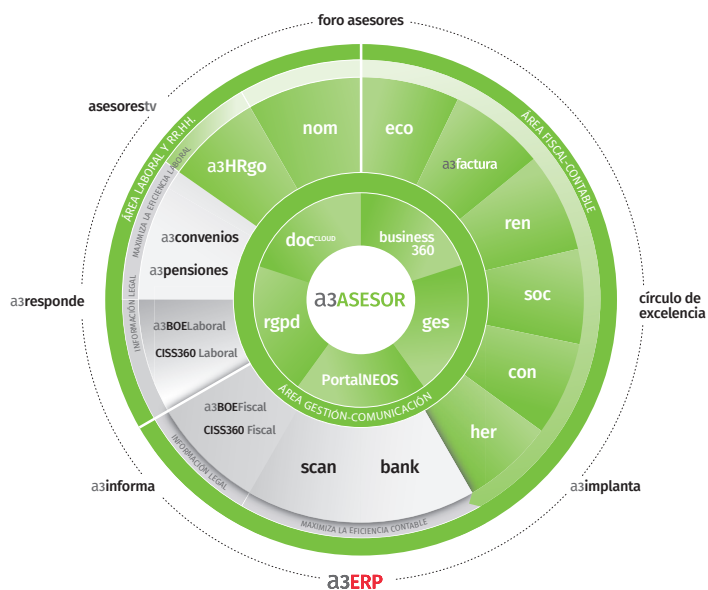 foro asesores
asesorestv
ÁREA LABORAL Y RR.HH.
ÁREA FISCAL-CONTABLE
nom
eco
a3HRgo
a3factura
MAXIMIZA LA EFICIENCIA LABORAL
a3convenios
a3pensiones
ren
docCLOUD
business
360
a3responde
INFORMACIÓN LEGAL
a3ASESOR
soc
círculo de
excelencia
a3BOELaboral
CISS360 Laboral
rgpd
ges
con
PortalNEOS
ÁREA GESTIÓN-COMUNICACIÓN
a3BOEFiscal
CISS360 Fiscal
her
INFORMACIÓN LEGAL
scan
bank
a3informa
a3implanta
MAXIMIZA LA EFICIENCIA CONTABLE
a3ERP